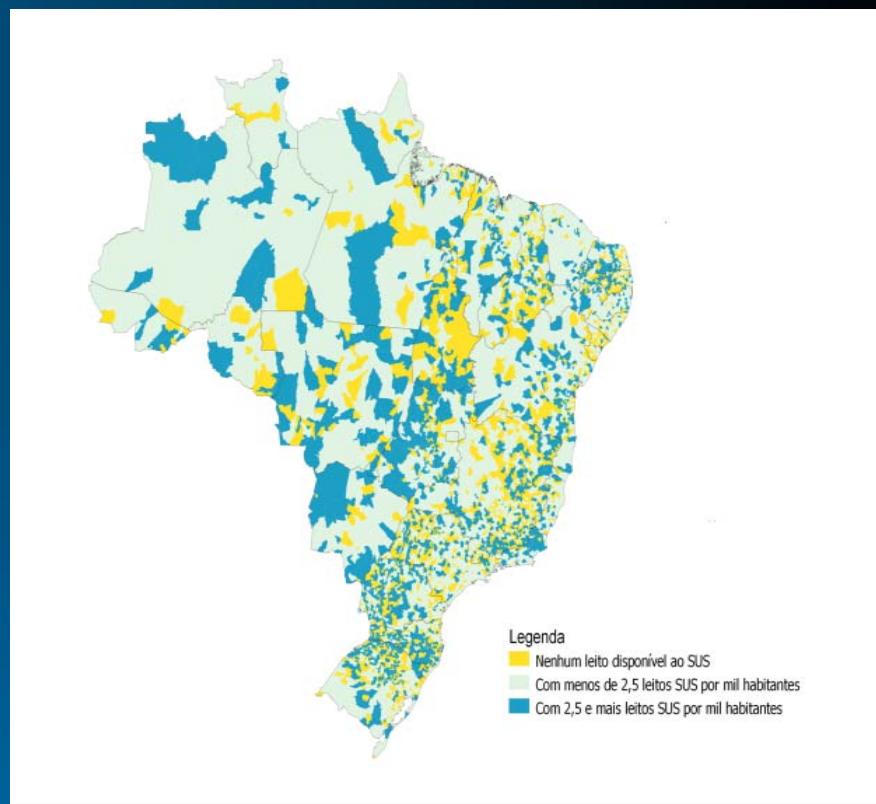 Legenda
Nenhum leito disponível ao SUS
Com menos de 2,5 leitos SUS por mil habitantes
Com 2,5 e mais leitos SUS por mil habitantes